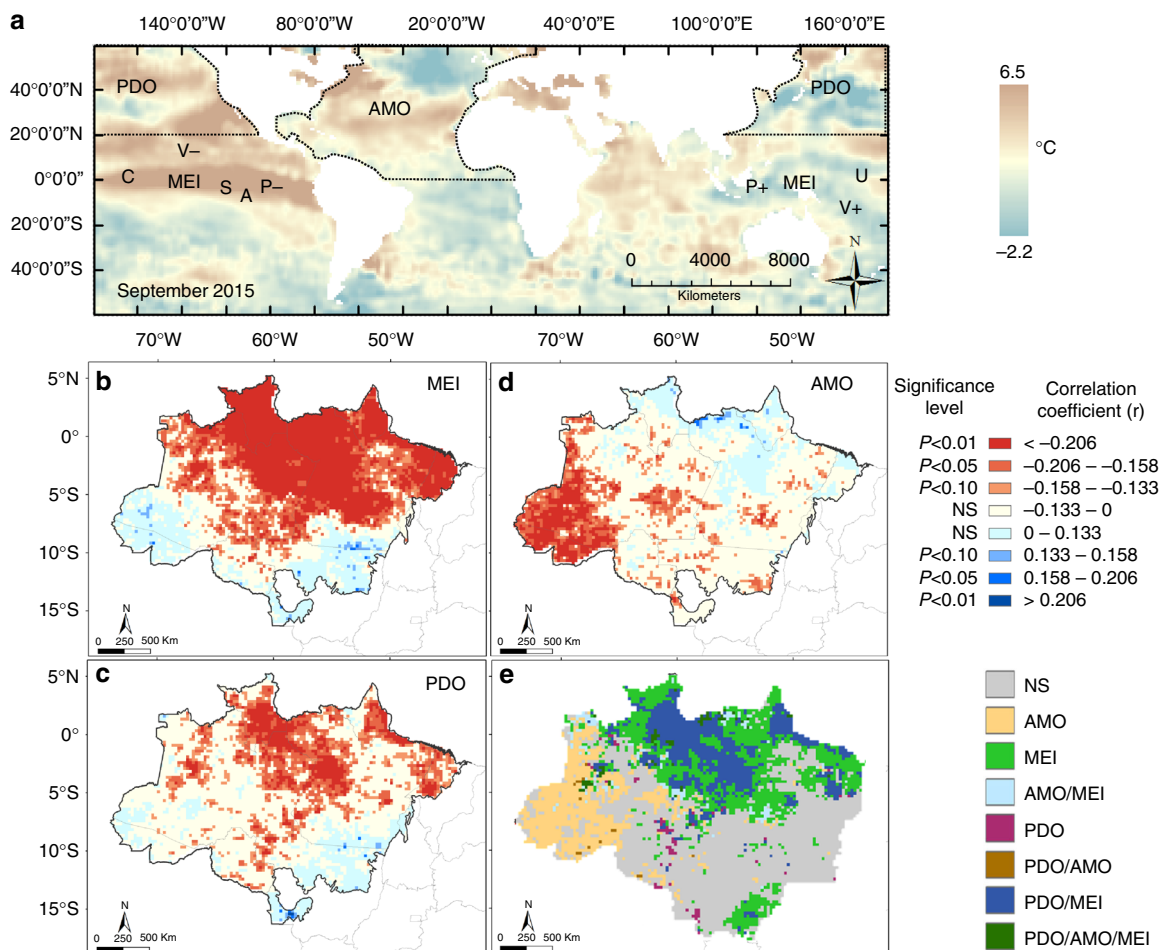 a
140°0'0"W 80°0'0"W 20°0'0"W 40°0'0"E 100°0'0"E 160°0'0"E
40°0'0"N
20°0'0"N
0°0'0"
20°0'0"S
40°0'0"S
PDO
AMO
PDO
V–
C MEI S A P–
P+ MEI U
V+
N
0 4000 8000
Kilometers
September 2015
6.5
°C
–2.2
70°W 60°W 50°W 70°W 60°W 50°W
b
MEI
5°N
0°
5°S
10°S
15°S
N
0 250 500 Km
d
AMO
N
0 250 500 Km
Significance level
Correlation coefficient (r)
P<0.01 < –0.206
P<0.05 –0.206 – –0.158
P<0.10 –0.158 – –0.133
NS –0.133 – 0
NS 0 – 0.133
P<0.10 0.133 – 0.158
P<0.05 0.158 – 0.206
P<0.01 > 0.206
c
PDO
5°N
0°
5°S
10°S
15°S
N
0 250 500 Km
e
N
0 250 500 Km
NS
AMO
MEI
AMO/MEI
PDO
PDO/AMO
PDO/MEI
PDO/AMO/MEI